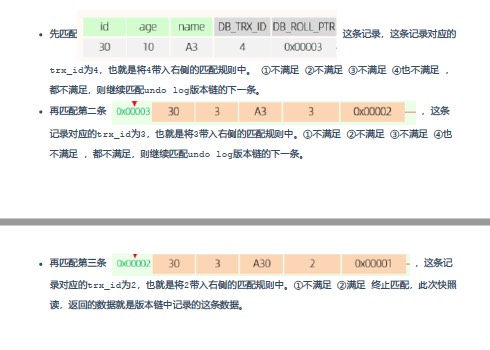 id age name DB_TRX_ID DB_ROLL_PTR
• 先匹配 30 10 A3 4 0x00003 这条记录，这条记录对应的
trx_id为4，也就是将4带入右侧的匹配规则中。 ①不满足 ②不满足 ③不满足 ④也不满足 ，
都不满足，则继续匹配undo log版本链的下一条。
• 再匹配第二条 0x00003 30 3 A3 3 0x00002 ，这条
记录对应的trx_id为3，也就是将3带入右侧的匹配规则中。①不满足 ②不满足 ③不满足 ④也
不满足 ，都不满足，则继续匹配undo log版本链的下一条。
• 再匹配第三条 0x00002 30 3 A30 2 0x00001 ，这条记
录对应的trx_id为2，也就是将2带入右侧的匹配规则中。①不满足 ②满足 终止匹配，此次快照
读，返回的数据就是版本链中记录的这条数据。